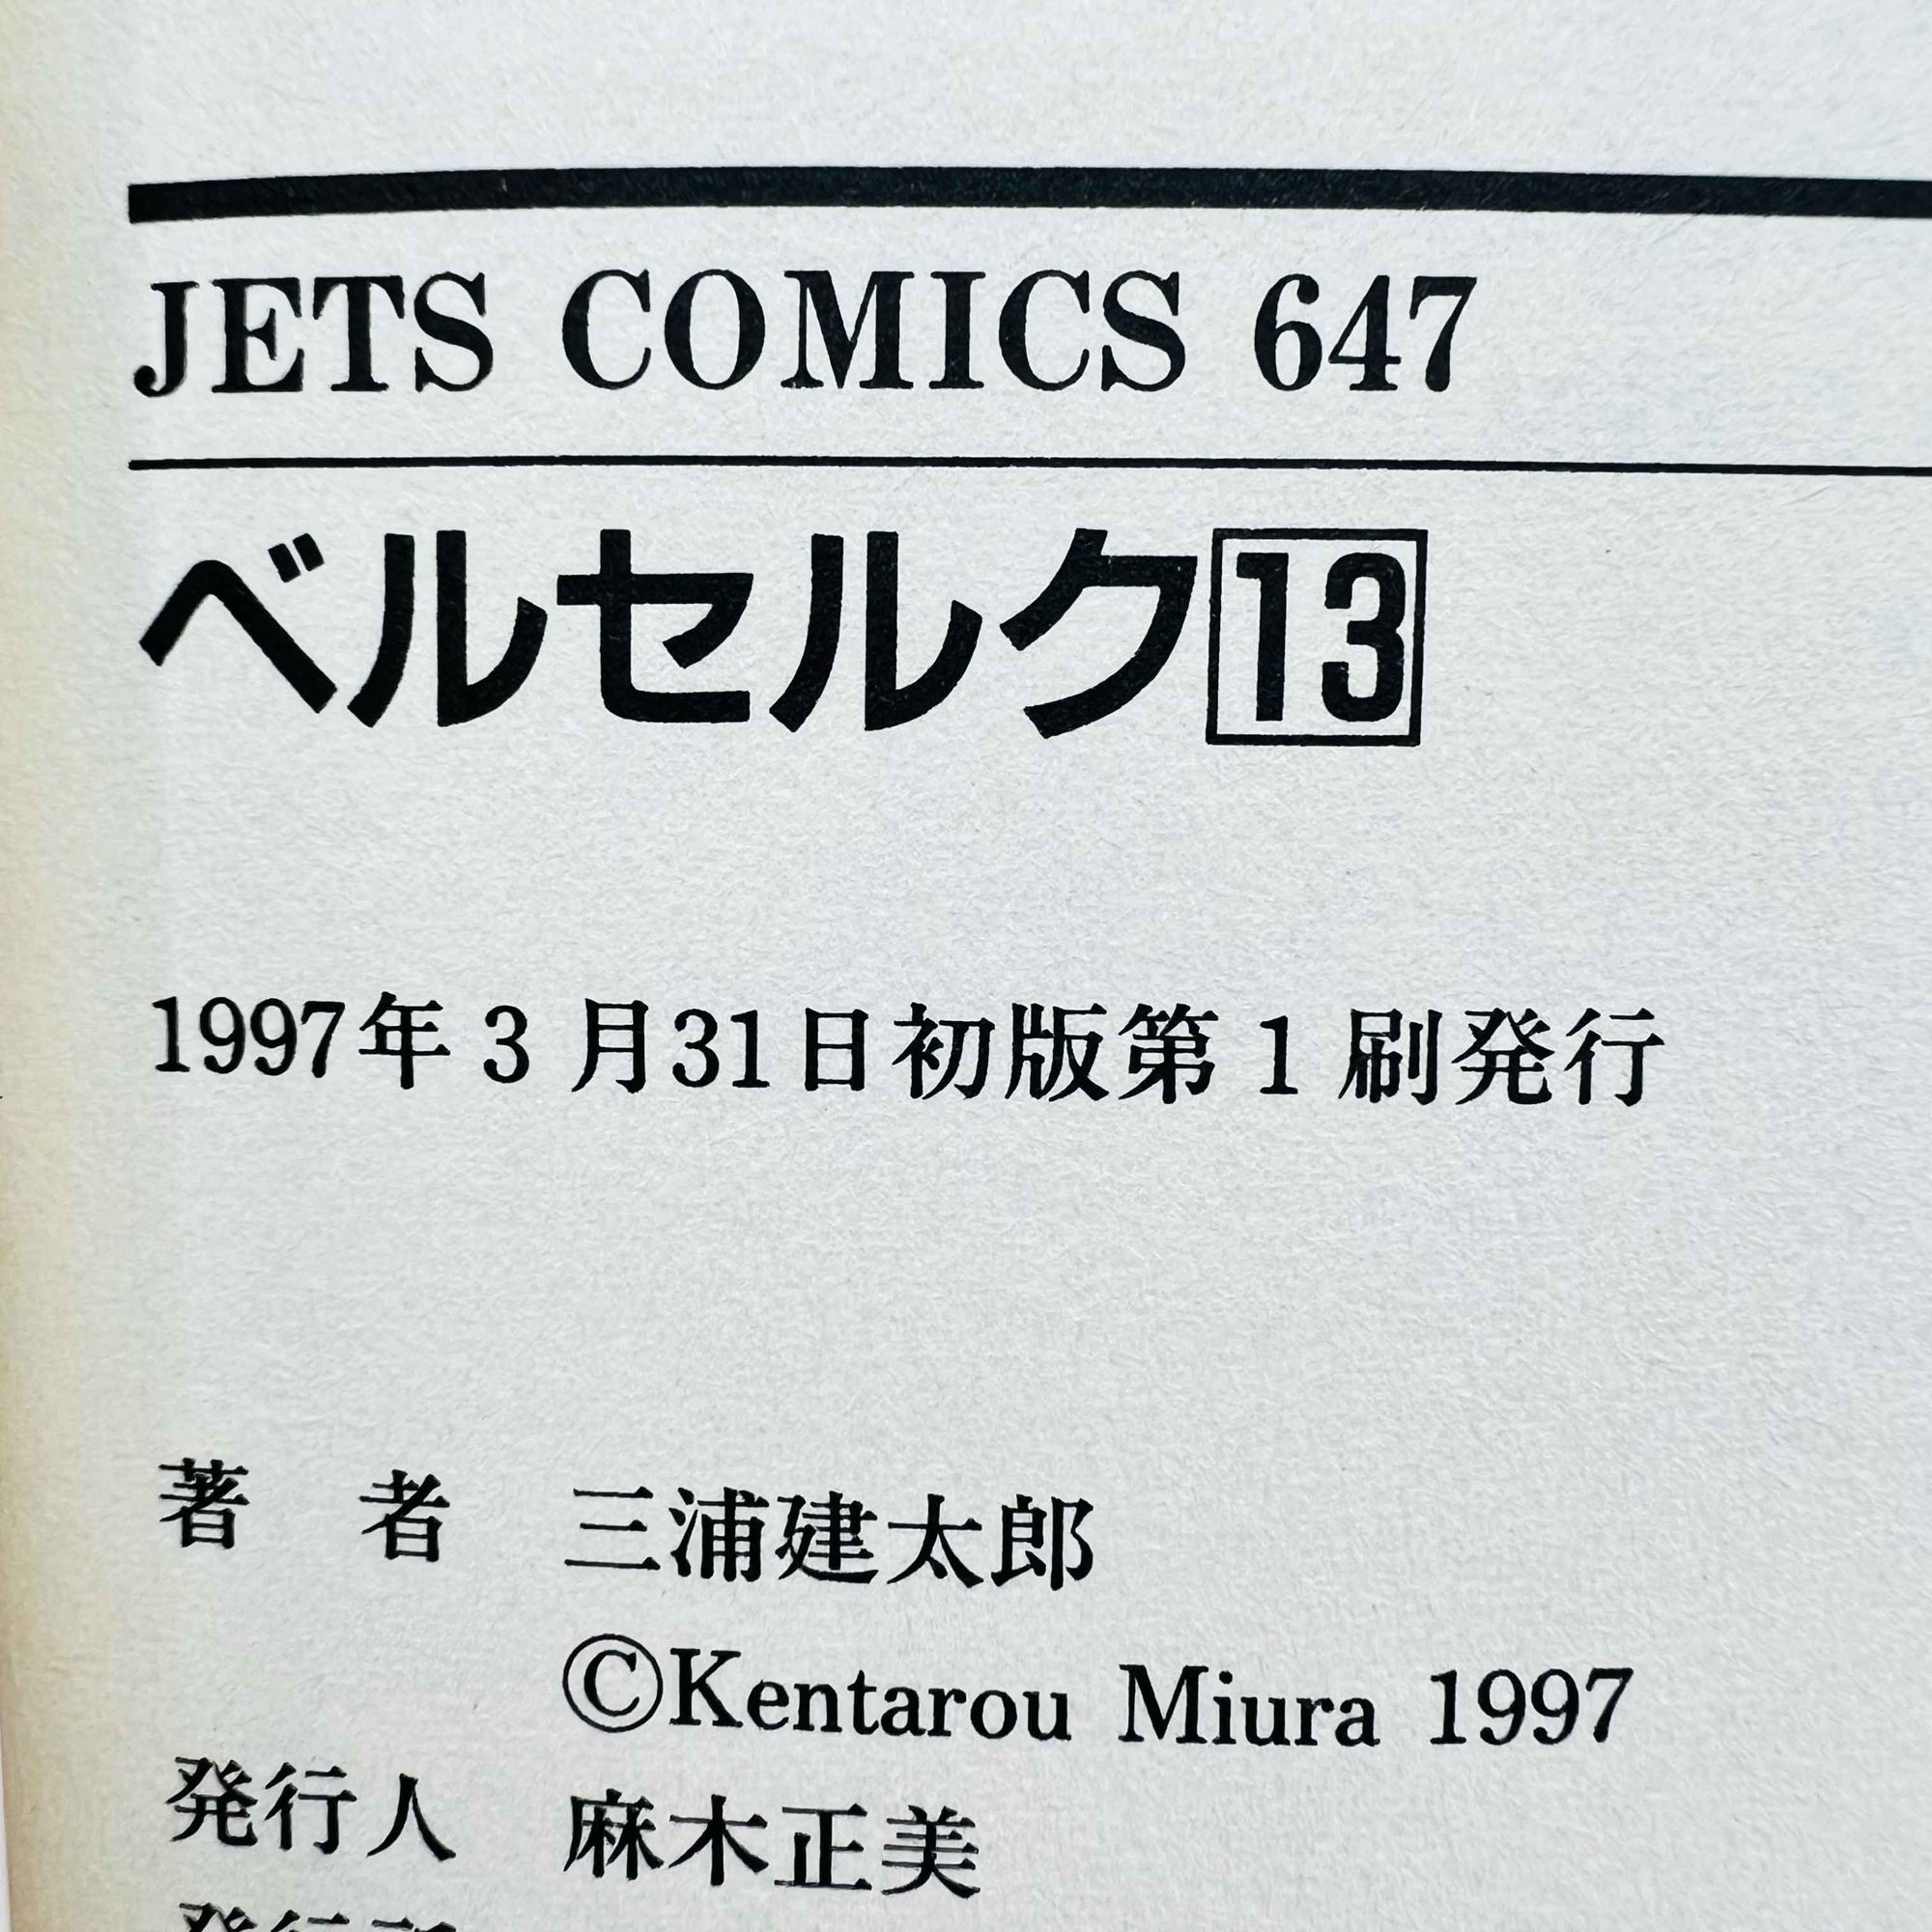 JETS COMICS 647
ベルセルク13
1997年3月31日初版第1刷発行
著　者　三浦建太郎
©Kentarou Miura 1997
発行人　麻木正美